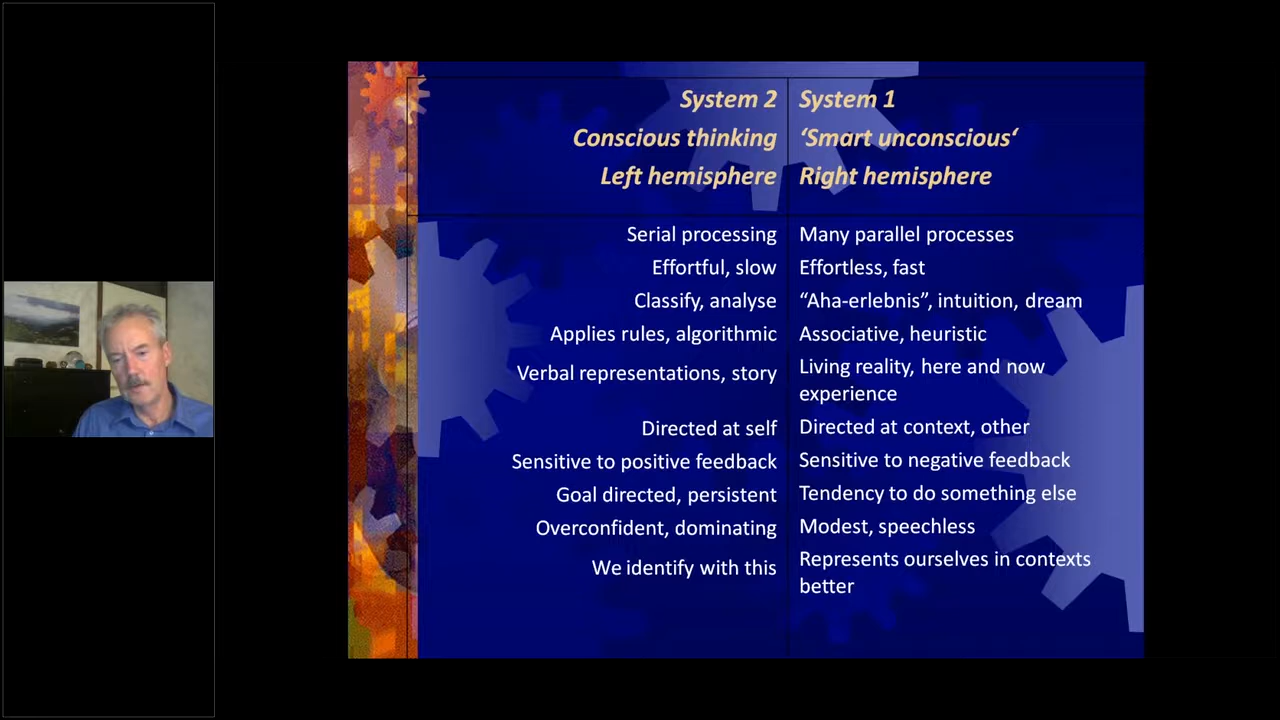 System 2
Conscious thinking
Left hemisphere
System 1
‘Smart unconscious‘
Right hemisphere
Serial processing
Many parallel processes
Effortful, slow
Effortless, fast
Classify, analyse
“Aha-erlebnis”, intuition, dream
Applies rules, algorithmic
Associative, heuristic
Verbal representations, story
Living reality, here and now
experience
Directed at self
Directed at context, other
Sensitive to positive feedback
Sensitive to negative feedback
Goal directed, persistent
Tendency to do something else
Overconfident, dominating
Modest, speechless
We identify with this
Represents ourselves in contexts
better